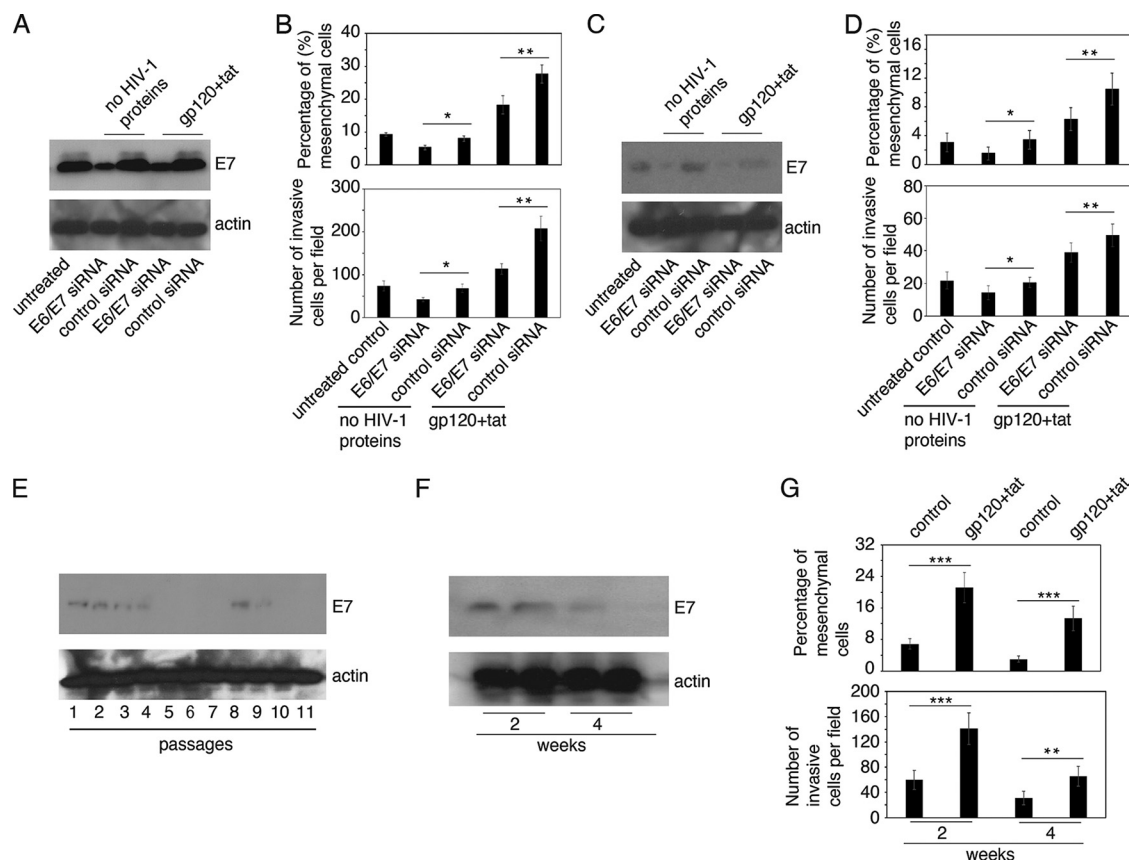 A
no HIV-1
proteins
gp120+tat
E7
actin
untreated
E6/E7 siRNA
control siRNA
E6/E7 siRNA
control siRNA
B
Percentage of (%)
mesenchymal cells
40
30
20
10
0
*
**
Number of invasive
cells per field
300
200
100
0
*
**
untreated control
E6/E7 siRNA
control siRNA
E6/E7 siRNA
control siRNA
no HIV-1
proteins
gp120+tat
C
no HIV-1
proteins
gp120+tat
E7
actin
untreated
E6/E7 siRNA
control siRNA
E6/E7 siRNA
control siRNA
D
Percentage of (%)
mesenchymal cells
16
12
8
4
0
*
**
Number of invasive
cells per field
80
60
40
20
0
*
**
untreated control
E6/E7 siRNA
control siRNA
E6/E7 siRNA
control siRNA
no HIV-1
proteins
gp120+tat
E
E7
actin
1 2 3 4 5 6 7 8 9 10 11
passages
F
E7
actin
2 4
weeks
G
control
gp120+tat
control
gp120+tat
Percentage of
mesenchymal
cells
32
24
16
8
0
***
***
Number of
invasive
cells per field
200
160
120
80
40
0
***
**
2 4
weeks